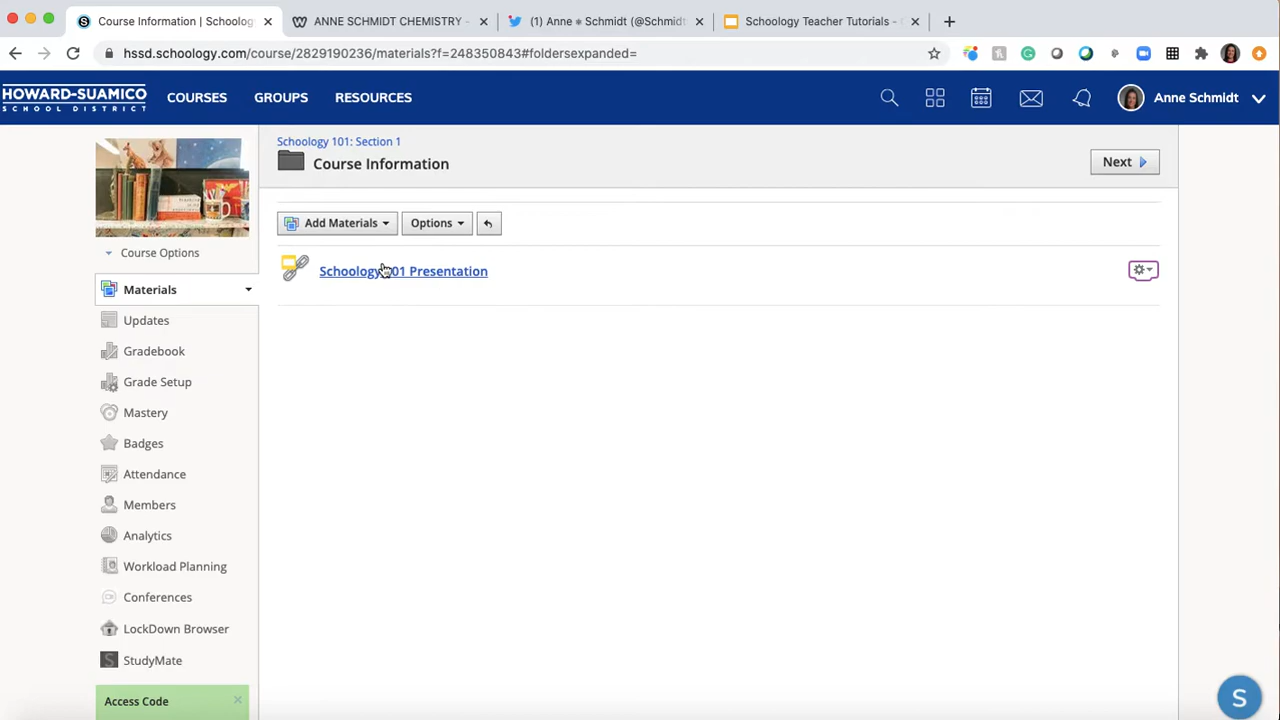 Course Information | Schoolog
ANNE SCHMIDT CHEMISTRY -
(1) Anne ⚛ Schmidt (@Schmidt
Schoology Teacher Tutorials -
hssd.schoology.com/course/2829190236/materials?f=248350843#foldersexpanded=
HOWARD-SUAMICO
SCHOOL DISTRICT
COURSES
GROUPS
RESOURCES
Anne Schmidt
Schoology 101: Section 1
Course Information
Next
Add Materials
Options
Course Options
Schoology 101 Presentation
Materials
Updates
Gradebook
Grade Setup
Mastery
Badges
Attendance
Members
Analytics
Workload Planning
Conferences
LockDown Browser
StudyMate
Access Code
S